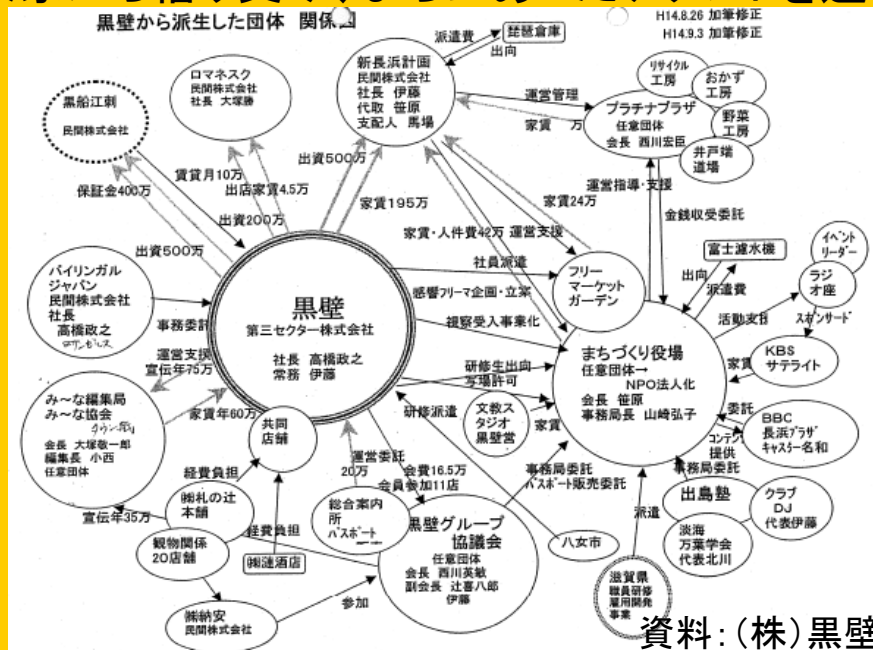 黒壁から派生した団体 関係図
H14.8.26 加筆修正
H14.9.3 加筆修正
黒船江刺
民間株式会社
ロマネスク
民間株式会社
社長 大塚勝
新長浜計画
民間株式会社
社長 伊藤
代取 笹原
支配人 馬場
派遣費
出向
琵琶倉庫
運営管理
家賃 万
リサイクル
工房
おかず
工房
野菜
工房
井戸端
道場
プラチナプラザ
任意団体
会長 西川宏臣
保証金400万
賃貸月10万
出店家賃4.5万
出資200万
出資500万
出資500万
家賃195万
家賃・人件費42万
運営支援
家賃24万
運営指導・支援
金銭収受委託
富士濾水機
出向
派遣費
イベント
リーダー
ラジ
オ座
活動支援
スポンサード
バイリンガル
ジャパン
民間株式会社
社長
高橋政之
事務委託
黒壁
第三セクター株式会社
社長 高橋政之
常務 伊藤
社員派遣
感響フリーマ企画・立案
視察受入事業化
フリー
マーケット
ガーデン
まちづくり役場
任意団体→
NPO法人化
会長 笹原
事務局長 山崎弘子
家賃
KBS
サテライト
運営支援
宣伝年75万
み~な編集局
み~な協会
タウン誌
会長 大塚敬一郎
編集長 小西
任意団体
家賃年60万
共同
店舗
研修生出向
写場許可
研修派遣
文教ス
タジオ
黒壁営
家賃
委託
コンテンツ
提供
BBC
長浜プラザ
キャスター名和
経費負担
㈱札の辻
本舗
宣伝年35万
観物関係
20店舗
経費負担
㈱漣酒店
運営委託
20万
総合案内
所
パスポート
会費16.5万
会員参加11店
黒壁グループ
協議会
任意団体
会長 西川英敏
副会長 辻喜八郎
伊藤
事務局委託
パスポート販売委託
八女市
派遣
事務局委託
出島塾
クラブ
DJ
代表伊藤
淡海
万葉学会
代表北川
滋賀県
職員研修
雇用開発
事業
㈱納安
民間株式会社
参加
資料:(株)黒壁